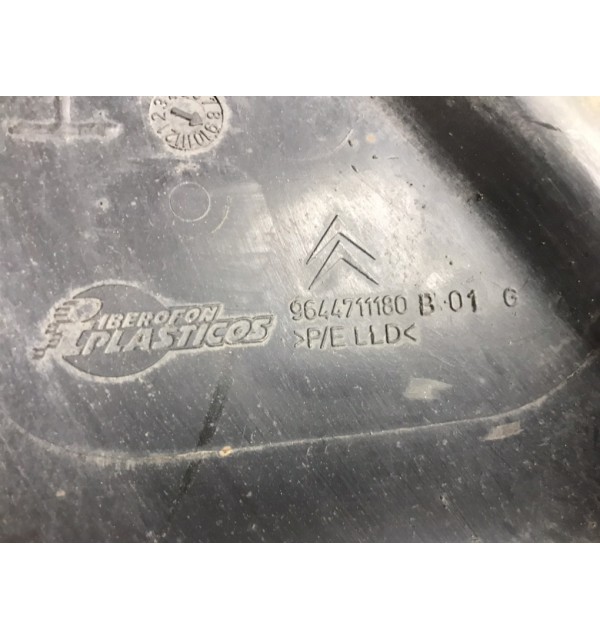 IBEROFON
PLASTICOS
9644711180 B-01 G
>P/E LLD<